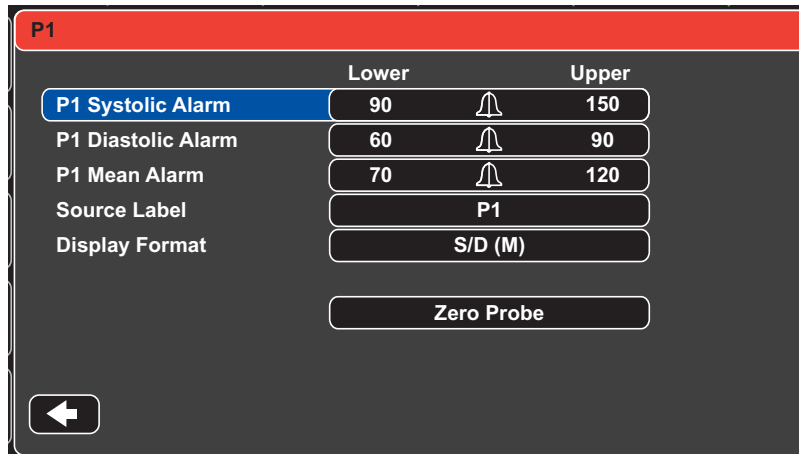 P1
Lower Upper
P1 Systolic Alarm 90 150
P1 Diastolic Alarm 60 90
P1 Mean Alarm 70 120
Source Label P1
Display Format S/D (M)
Zero Probe